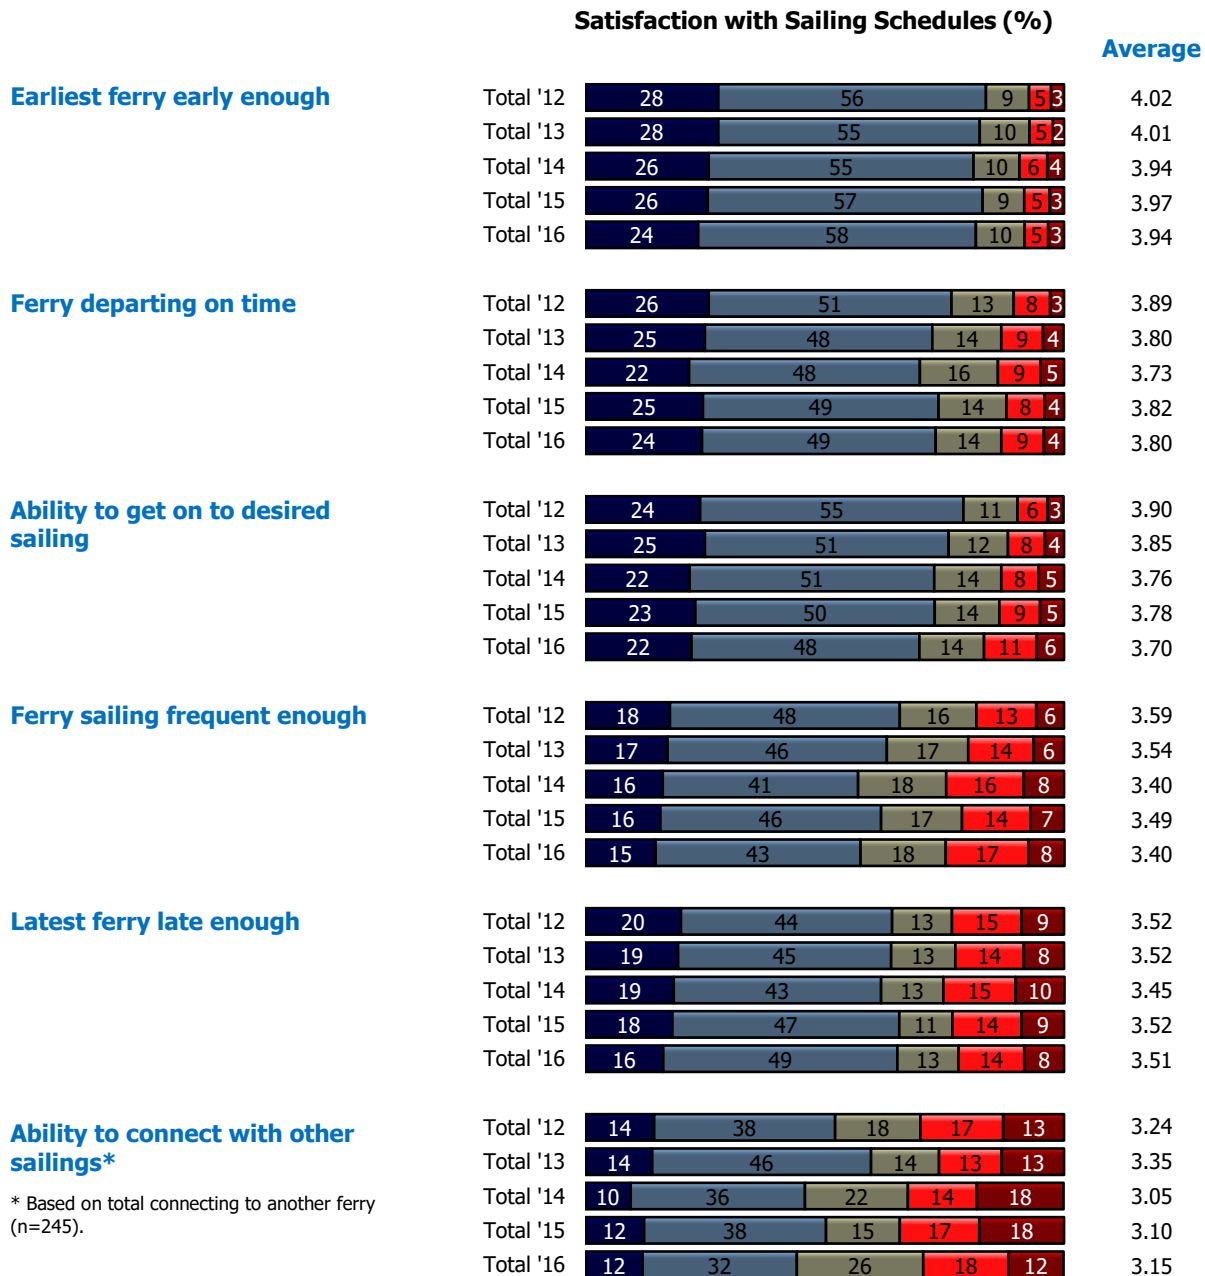 Satisfaction with Sailing Schedules (%)
Average
Earliest ferry early enough
Total '12 28 56 9 5 3 4.02
Total '13 28 55 10 5 2 4.01
Total '14 26 55 10 6 4 3.94
Total '15 26 57 9 5 3 3.97
Total '16 24 58 10 5 3 3.94
Ferry departing on time
Total '12 26 51 13 8 3 3.89
Total '13 25 48 14 9 4 3.80
Total '14 22 48 16 9 5 3.73
Total '15 25 49 14 8 4 3.82
Total '16 24 49 14 9 4 3.80
Ability to get on to desired
sailing
Total '12 24 55 11 6 3 3.90
Total '13 25 51 12 8 4 3.85
Total '14 22 51 14 8 5 3.76
Total '15 23 50 14 9 5 3.78
Total '16 22 48 14 11 6 3.70
Ferry sailing frequent enough
Total '12 18 48 16 13 6 3.59
Total '13 17 46 17 14 6 3.54
Total '14 16 41 18 16 8 3.40
Total '15 16 46 17 14 7 3.49
Total '16 15 43 18 17 8 3.40
Latest ferry late enough
Total '12 20 44 13 15 9 3.52
Total '13 19 45 13 14 8 3.52
Total '14 19 43 13 15 10 3.45
Total '15 18 47 11 14 9 3.52
Total '16 16 49 13 14 8 3.51
Ability to connect with other
sailings*
* Based on total connecting to another ferry
(n=245).
Total '12 14 38 18 17 13 3.24
Total '13 14 46 14 13 13 3.35
Total '14 10 36 22 14 18 3.05
Total '15 12 38 15 17 18 3.10
Total '16 12 32 26 18 12 3.15